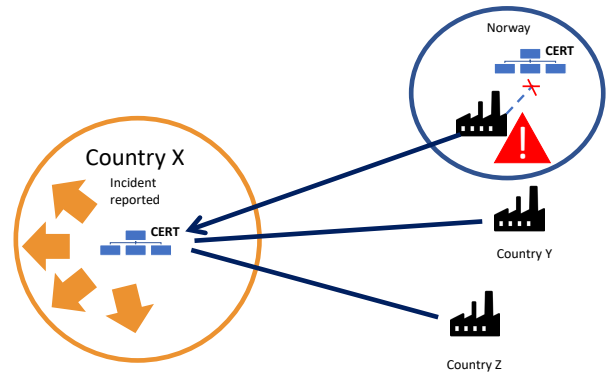 Norway
CERT
Country X
Incident
reported
CERT
Country Y
Country Z